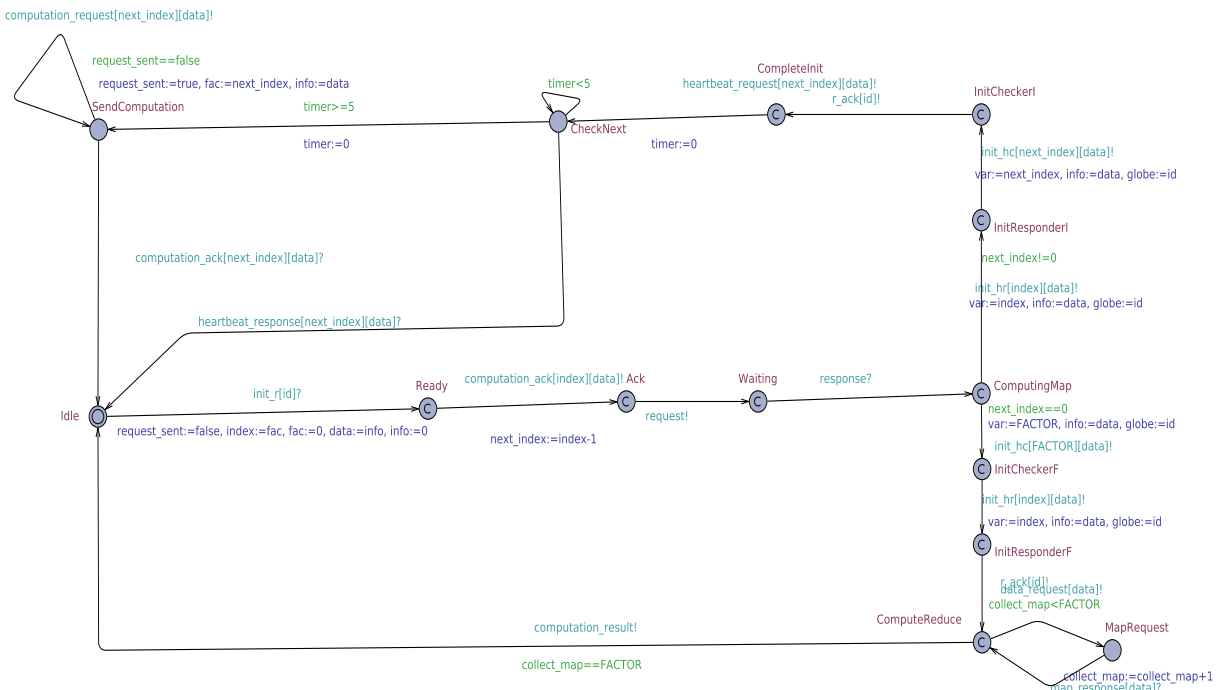 computation_request[next_index][data]!
request_sent==false
request_sent:=true, fac:=next_index, info:=data
SendComputation
timer>=5
timer:=0
timer<5
CheckNext
timer:=0
CompleteInit
heartbeat_request[next_index][data]!
r_ack[id]!
InitCheckerI
init_hc[next_index][data]!
var:=next_index, info:=data, globe:=id
InitResponderI
next_index!=0
init_hr[index][data]!
var:=index, info:=data, globe:=id
computation_ack[next_index][data]?
heartbeat_response[next_index][data]?
Idle
init_r[id]?
request_sent:=false, index:=fac, fac:=0, data:=info, info:=0
Ready
C
computation_ack[index][data]!
next_index:=index-1
Ack
C
request!
Waiting
C
response?
ComputingMap
C
next_index==0
var:=FACTOR, info:=data, globe:=id
init_hc[FACTOR][data]!
C
InitCheckerF
init_hr[index][data]!
var:=index, info:=data, globe:=id
C
InitResponderF
r_ack[id]!
data_request[data]!
collect_map<FACTOR
ComputeReduce
C
MapRequest
computation_result!
collect_map==FACTOR
collect_map:=collect_map+1
map_response[data]?
C
C
C